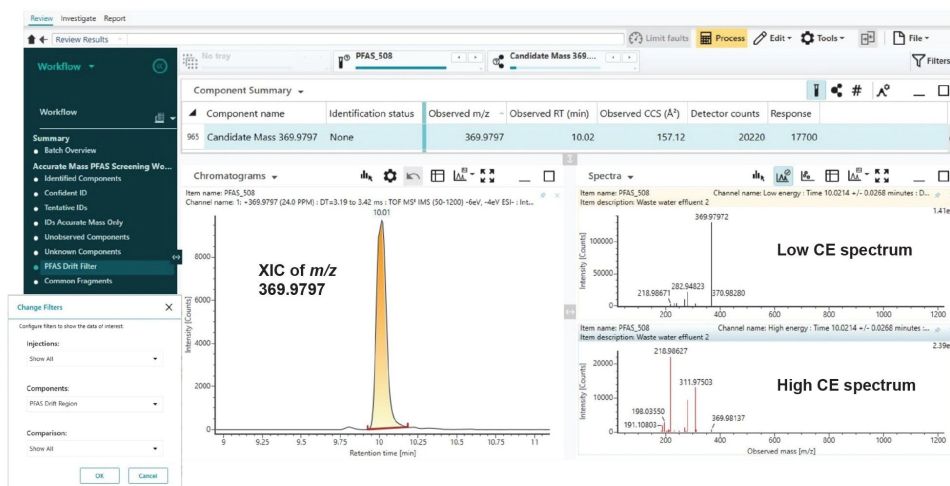 Review Investigate Report
Review Results
Limit faults Process Edit Tools File
Workflow
No tray
PFAS_508
Candidate Mass 369....
Filters
Component Summary
Workflow
Component name Identification status Observed m/z Observed RT (min) Observed CCS (Å²) Detector counts Response
965 Candidate Mass 369.9797 None 369.9797 10.02 157.12 20220 17700
Summary
Batch Overview
Accurate Mass PFAS Screening Wo...
Identified Components
Confident ID
Tentative IDs
IDs Accurate Mass Only
Unobserved Components
Unknown Components
PFAS Drift Filter
Common Fragments
Change Filters
Configure filters to show the data of interest:
Injections:
Show All
Components:
PFAS Drift Region
Comparison:
Show All
OK Cancel
Chromatograms
Item name: PFAS_508
Channel name: 1: +369.9797 (24.0 PPM) : DT=3.19 to 3.42 ms : TOF MSᴱ IMS (50-1200) -6eV, -4eV ESI- : Int...
10.01
XIC of m/z
369.9797
Intensity [Counts]
8000
6000
4000
2000
0
9 9.25 9.5 9.75 10 10.25 10.5 10.75 11
Retention time [min]
Spectra
Item name: PFAS_508 Channel name: Low energy : Time 10.0214 +/- 0.0268 minutes : D...
Item description: Waste water effluent 2
1.41e
369.97972
Low CE spectrum
Intensity [Counts]
100000
50000
0
218.98671
282.94823
370.98280
200 400 600 800 1000 1200
Item name: PFAS_508 Channel name: High energy : Time 10.0214 +/- 0.0268 minutes :...
Item description: Waste water effluent 2
2.39e
218.98627
311.97503
High CE spectrum
Intensity [Counts]
20000
10000
0
198.03550
191.10803
369.98137
200 400 600 800 1000 1200
Observed mass [m/z]